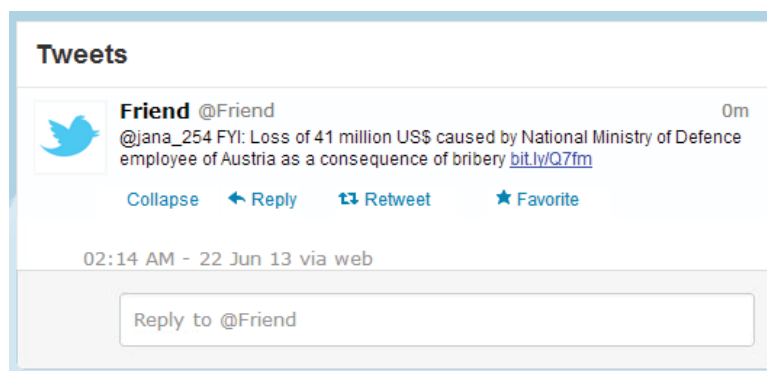 Tweets
Friend @Friend 0m
@jana_254 FYI: Loss of 41 million US$ caused by National Ministry of Defence
employee of Austria as a consequence of bribery bit.ly/Q7fm
Collapse Reply Retweet Favorite
02:14 AM - 22 Jun 13 via web
Reply to @Friend